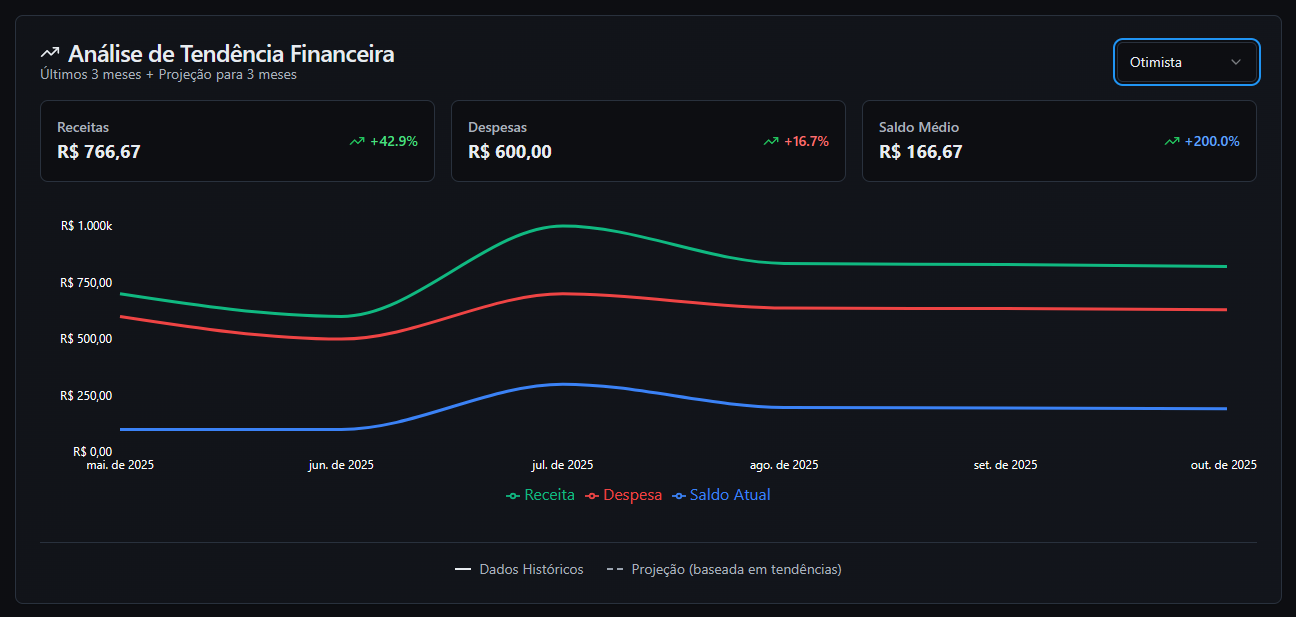 Análise de Tendência Financeira
Últimos 3 meses + Projeção para 3 meses
Otimista
Receitas
R$ 766,67
+42.9%
Despesas
R$ 600,00
+16.7%
Saldo Médio
R$ 166,67
+200.0%
R$ 1.000k
R$ 750,00
R$ 500,00
R$ 250,00
R$ 0,00
mai. de 2025 jun. de 2025 jul. de 2025 ago. de 2025 set. de 2025 out. de 2025
Receita Despesa Saldo Atual
Dados Históricos Projeção (baseada em tendências)